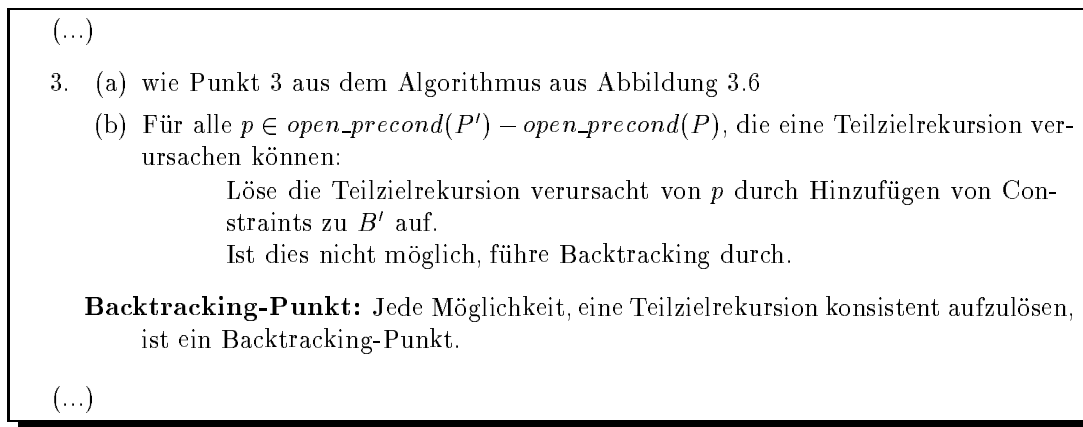 (...)
3. (a) wie Punkt 3 aus dem Algorithmus aus Abbildung 3.6
(b) Für alle p ∈ open_precond(P′) − open_precond(P), die eine Teilzielrekursion ver-
ursachen können:
Löse die Teilzielrekursion verursacht von p durch Hinzufügen von Con-
straints zu B′ auf.
Ist dies nicht möglich, führe Backtracking durch.
Backtracking-Punkt: Jede Möglichkeit, eine Teilzielrekursion konsistent aufzulösen,
ist ein Backtracking-Punkt.
(...)